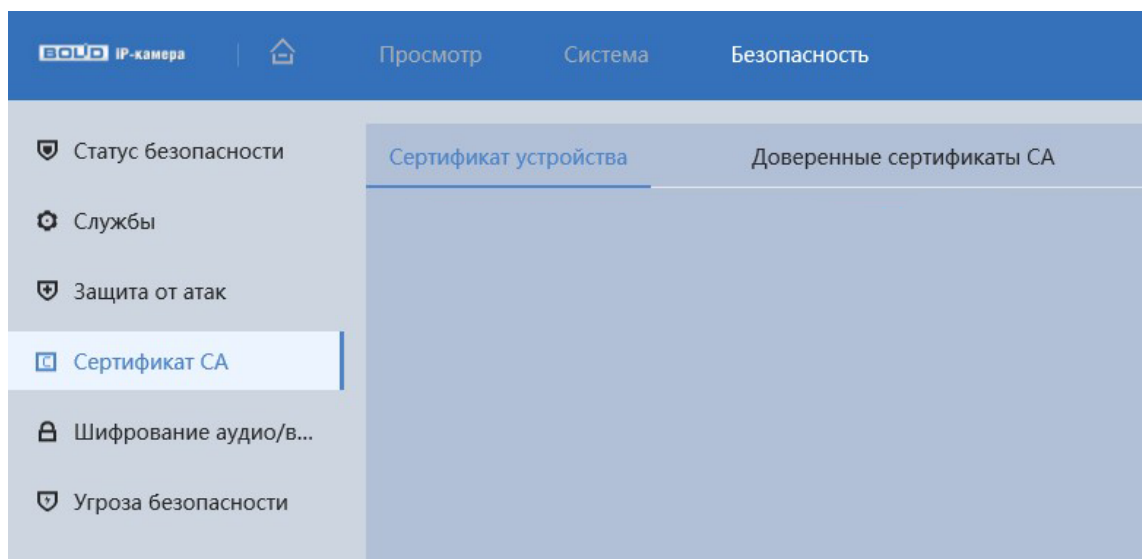 BOLID IP-камера Просмотр Система Безопасность
Статус безопасности
Сертификат устройства Доверенные сертификаты CA
Службы
Защита от атак
Сертификат CA
Шифрование аудио/в...
Угроза безопасности